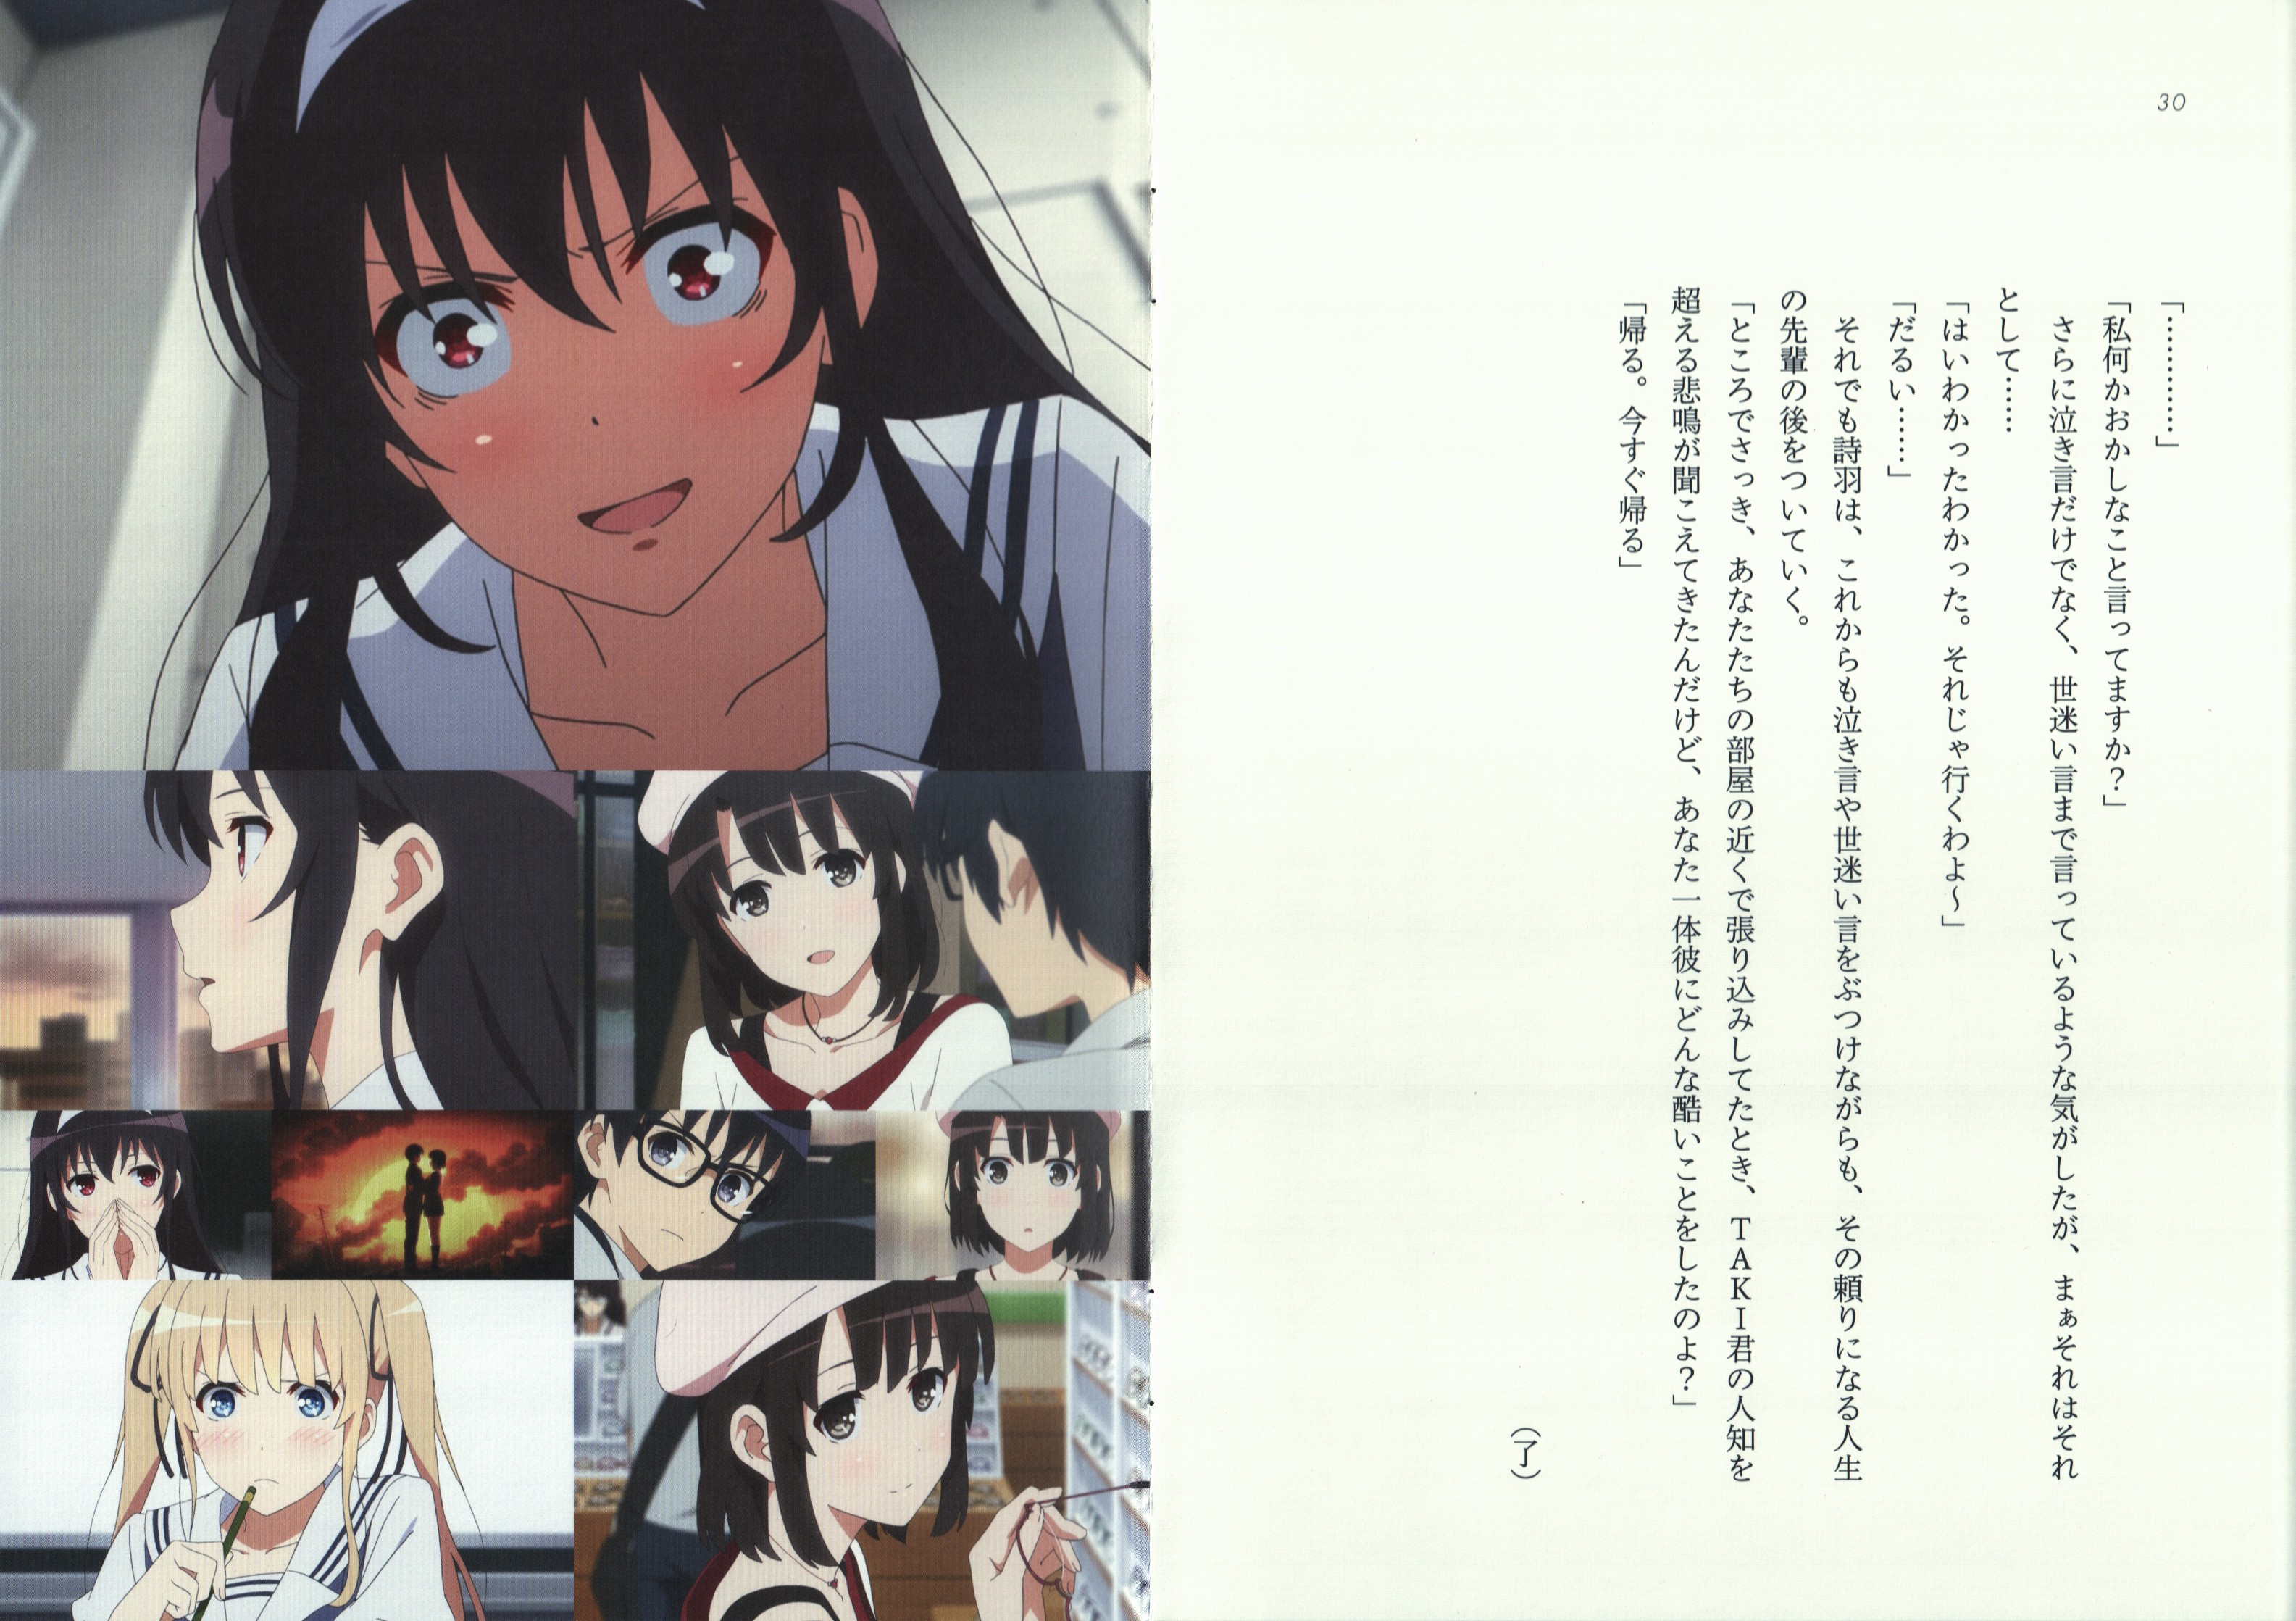 30
「…………」
「私何かおかしなこと言ってますか？」
さらに泣き言だけでなく、世迷い言まで言っているような気がしたが、まぁそれはそれ
として……
「はいわかったわかった。それじゃ行くわよ～」
「だるい……」
それでも詩羽は、これからも泣き言や世迷い言をぶつけながらも、その頼りになる人生
の先輩の後をついていく。
「ところでさっき、あなたたちの部屋の近くで張り込みしてたとき、ＴＡＫＩ君の人知を
超える悲鳴が聞こえてきたんだけど、あなた一体彼にどんな酷いことをしたのよ？」
「帰る。今すぐ帰る」
（了）